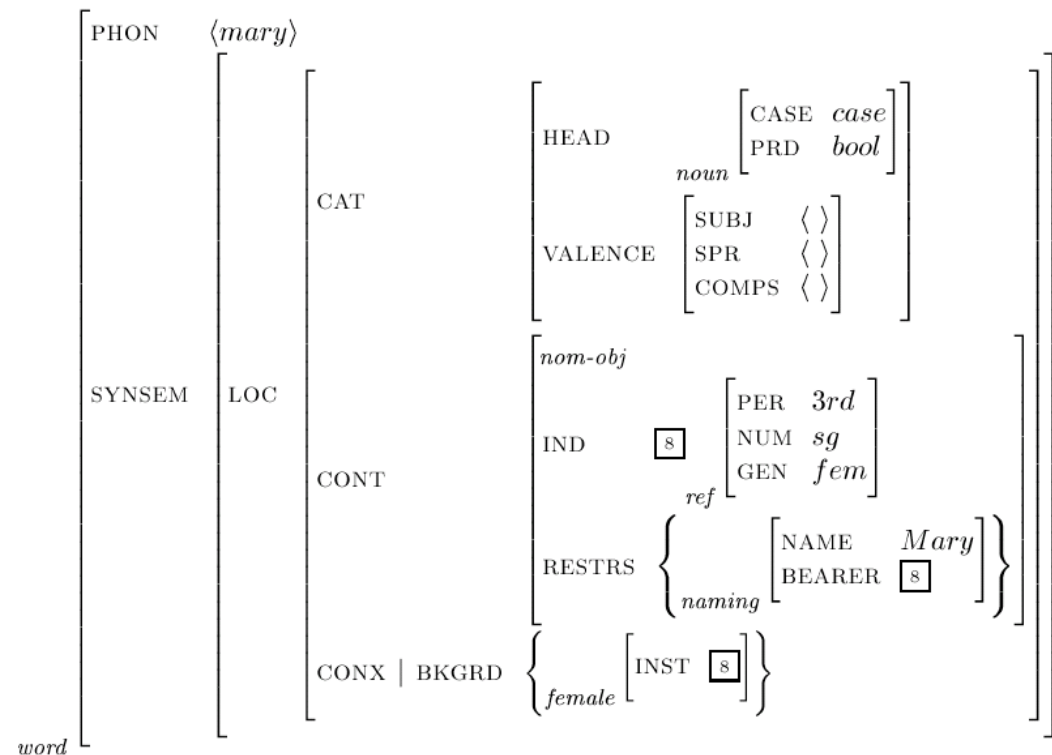 PHON ⟨mary⟩
HEAD noun [CASE case
PRD bool]
CAT
VALENCE [SUBJ ⟨ ⟩
SPR ⟨ ⟩
COMPS ⟨ ⟩]
nom-obj
SYNSEM LOC
IND 8 ref [PER 3rd
NUM sg
GEN fem]
CONT
RESTRS { naming [NAME Mary
BEARER 8] }
CONX | BKGRD { female [INST 8] }
word